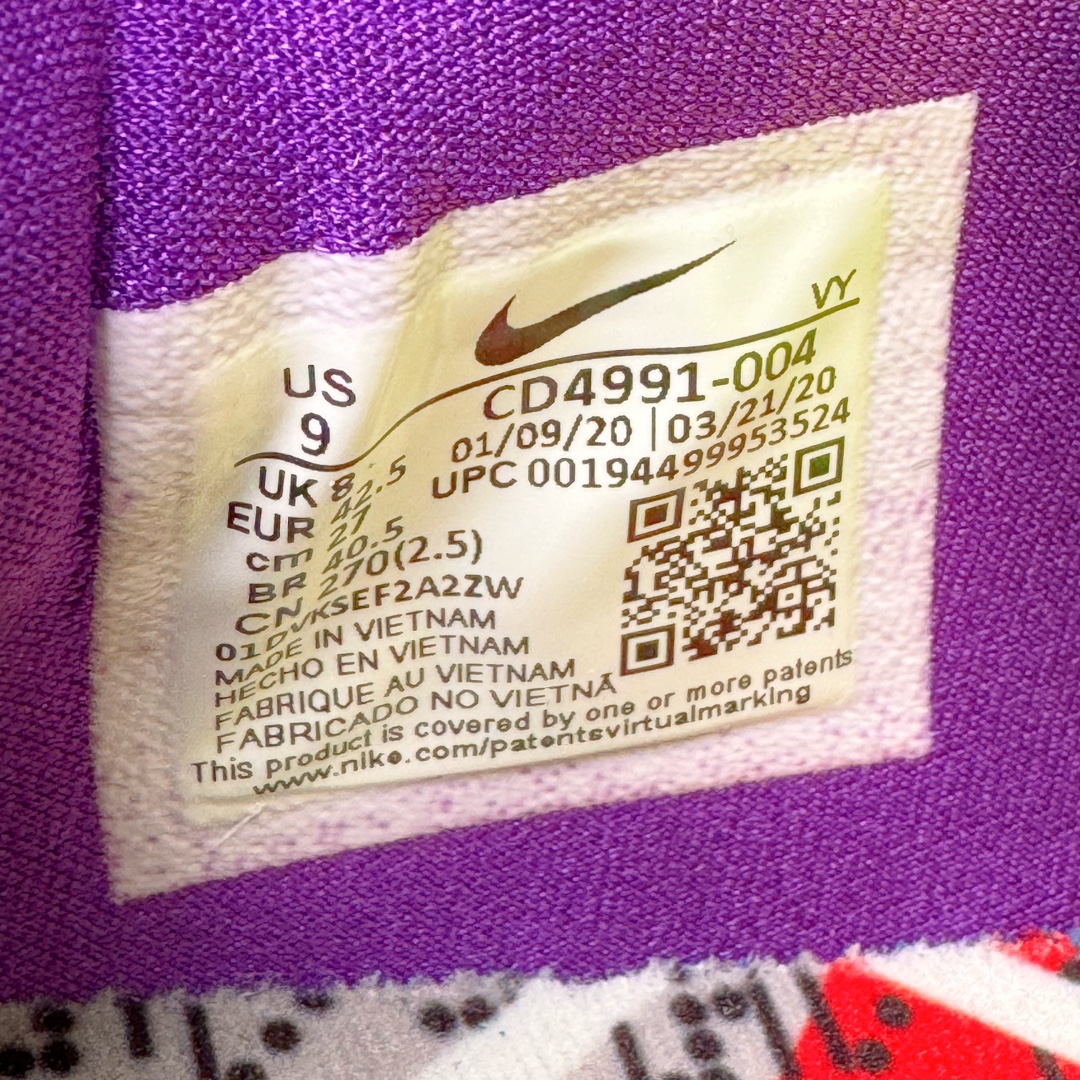 VY
US
9
CD4991-004
01/09/20 | 03/21/20
UPC 00194499953524
UK 8
EUR 42.5
cm 27
BR 40.5
CN 270(2.5)
01DVKSEF2A2ZW
MADE IN VIETNAM
HECHO EN VIETNAM
FABRIQUE AU VIETNAM
FABRICADO NO VIETNÃ
This product is covered by one or more patents
www.nike.com/patentsvirtualmarking